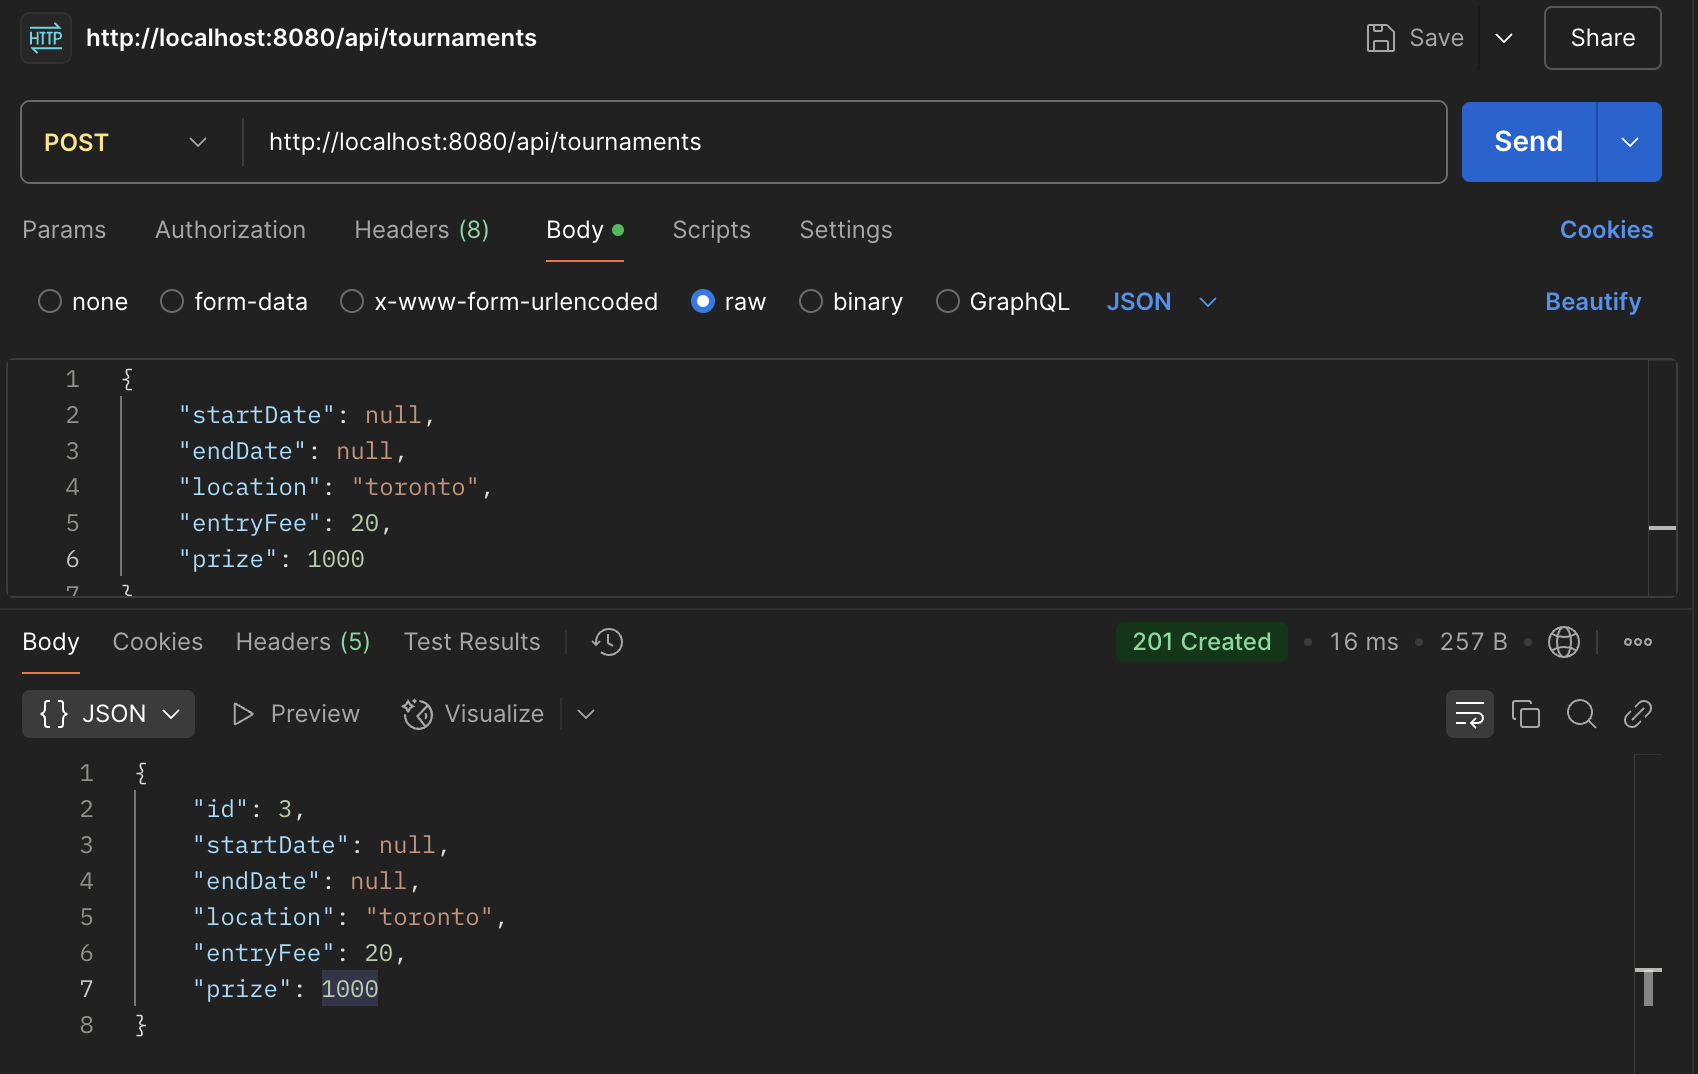 HTTP http://localhost:8080/api/tournaments Save Share
POST http://localhost:8080/api/tournaments Send
Params Authorization Headers (8) Body Scripts Settings Cookies
none form-data x-www-form-urlencoded raw binary GraphQL JSON Beautify
1 {
2 "startDate": null,
3 "endDate": null,
4 "location": "toronto",
5 "entryFee": 20,
6 "prize": 1000
7 }
Body Cookies Headers (5) Test Results 201 Created • 16 ms • 257 B •
{} JSON Preview Visualize
1 {
2 "id": 3,
3 "startDate": null,
4 "endDate": null,
5 "location": "toronto",
6 "entryFee": 20,
7 "prize": 1000
8 }